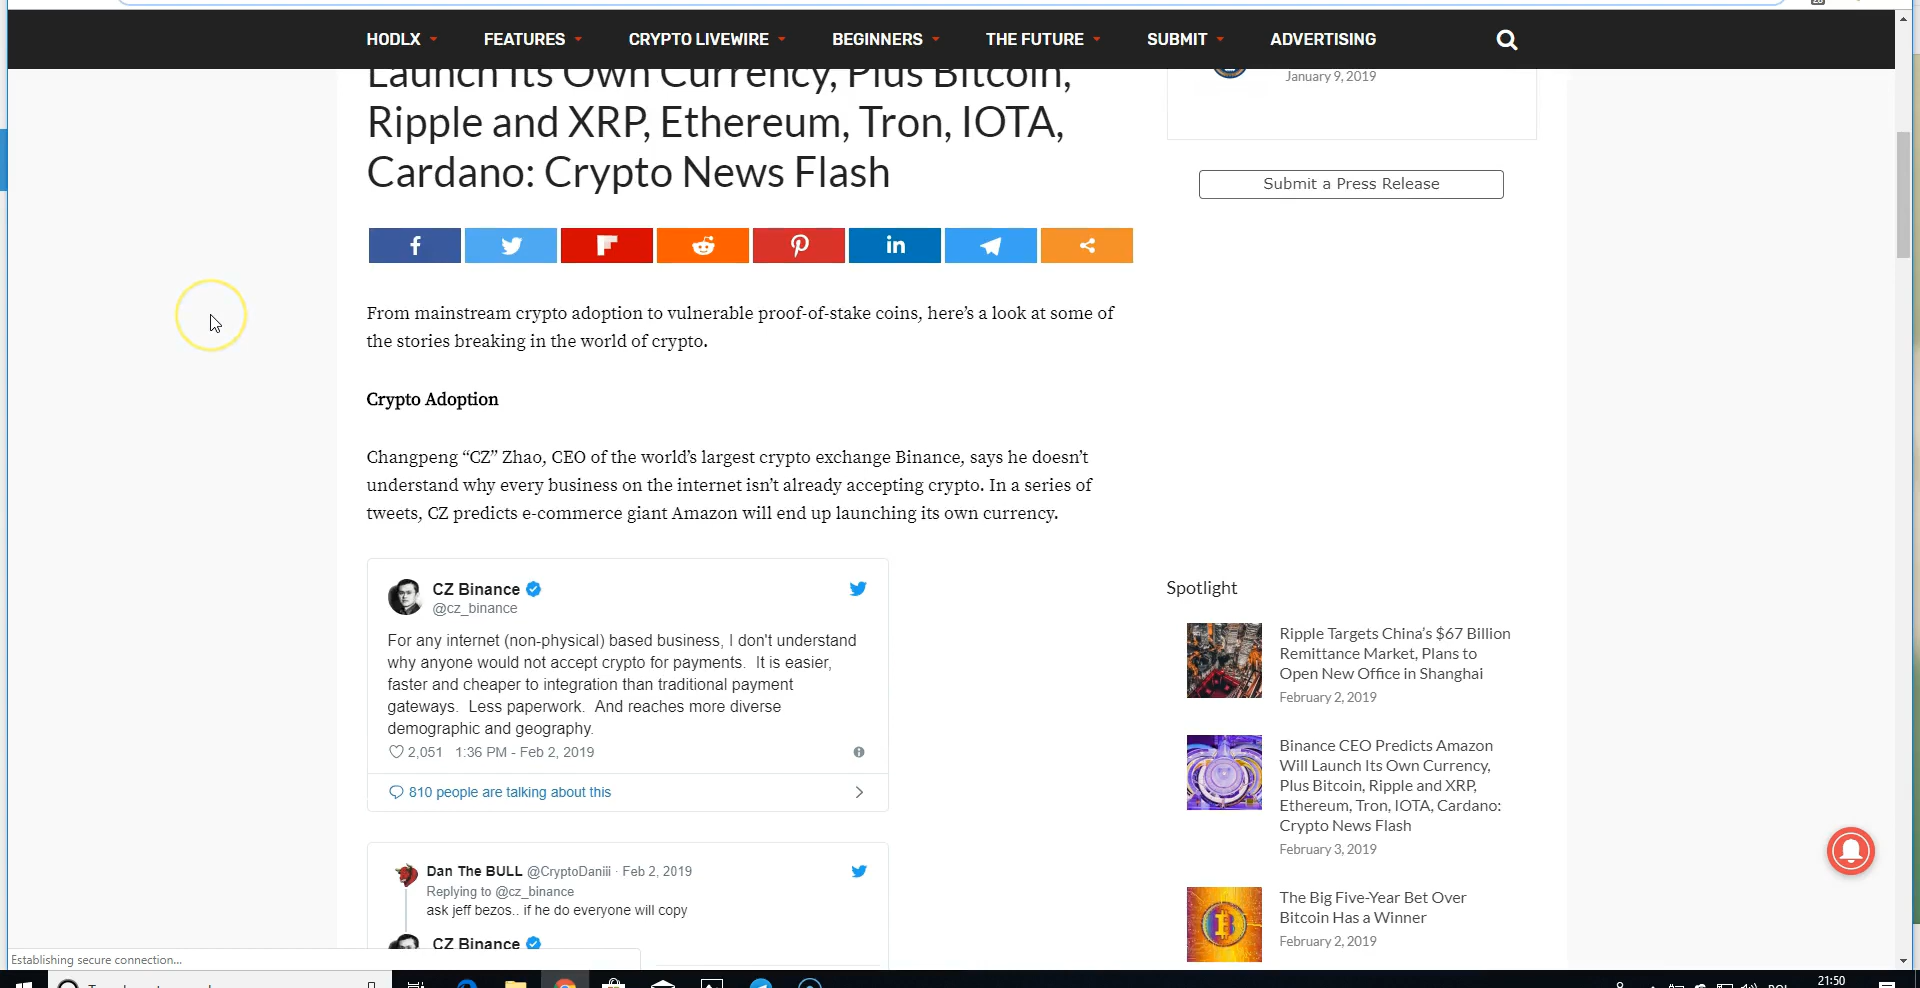 HODLX FEATURES CRYPTO LIVEWIRE BEGINNERS THE FUTURE SUBMIT ADVERTISING
Launch Its Own Currency, Plus Bitcoin,
Ripple and XRP, Ethereum, Tron, IOTA,
Cardano: Crypto News Flash
From mainstream crypto adoption to vulnerable proof-of-stake coins, here’s a look at some of
the stories breaking in the world of crypto.
Crypto Adoption
Changpeng “CZ” Zhao, CEO of the world’s largest crypto exchange Binance, says he doesn’t
understand why every business on the internet isn’t already accepting crypto. In a series of
tweets, CZ predicts e-commerce giant Amazon will end up launching its own currency.
CZ Binance
@cz_binance
For any internet (non-physical) based business, I don't understand
why anyone would not accept crypto for payments. It is easier,
faster and cheaper to integration than traditional payment
gateways. Less paperwork. And reaches more diverse
demographic and geography.
2,051 1:36 PM - Feb 2, 2019
810 people are talking about this
Dan The BULL @CryptoDaniii · Feb 2, 2019
Replying to @cz_binance
ask jeff bezos.. if he do everyone will copy
CZ Binance
January 9, 2019
Submit a Press Release
Spotlight
Ripple Targets China’s $67 Billion
Remittance Market, Plans to
Open New Office in Shanghai
February 2, 2019
Binance CEO Predicts Amazon
Will Launch Its Own Currency,
Plus Bitcoin, Ripple and XRP,
Ethereum, Tron, IOTA, Cardano:
Crypto News Flash
February 3, 2019
The Big Five-Year Bet Over
Bitcoin Has a Winner
February 2, 2019
Establishing secure connection...
21:50